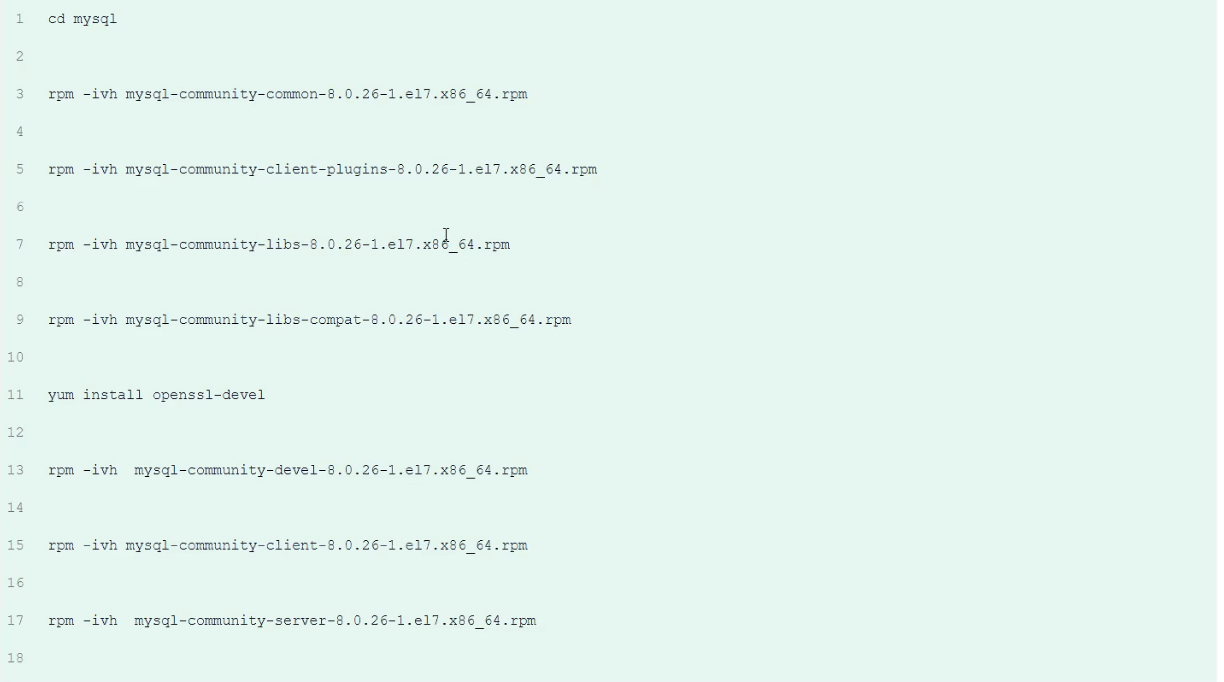 1 cd mysql
2
3 rpm -ivh mysql-community-common-8.0.26-1.el7.x86_64.rpm
4
5 rpm -ivh mysql-community-client-plugins-8.0.26-1.el7.x86_64.rpm
6
7 rpm -ivh mysql-community-libs-8.0.26-1.el7.x86_64.rpm
8
9 rpm -ivh mysql-community-libs-compat-8.0.26-1.el7.x86_64.rpm
10
11 yum install openssl-devel
12
13 rpm -ivh  mysql-community-devel-8.0.26-1.el7.x86_64.rpm
14
15 rpm -ivh mysql-community-client-8.0.26-1.el7.x86_64.rpm
16
17 rpm -ivh  mysql-community-server-8.0.26-1.el7.x86_64.rpm
18